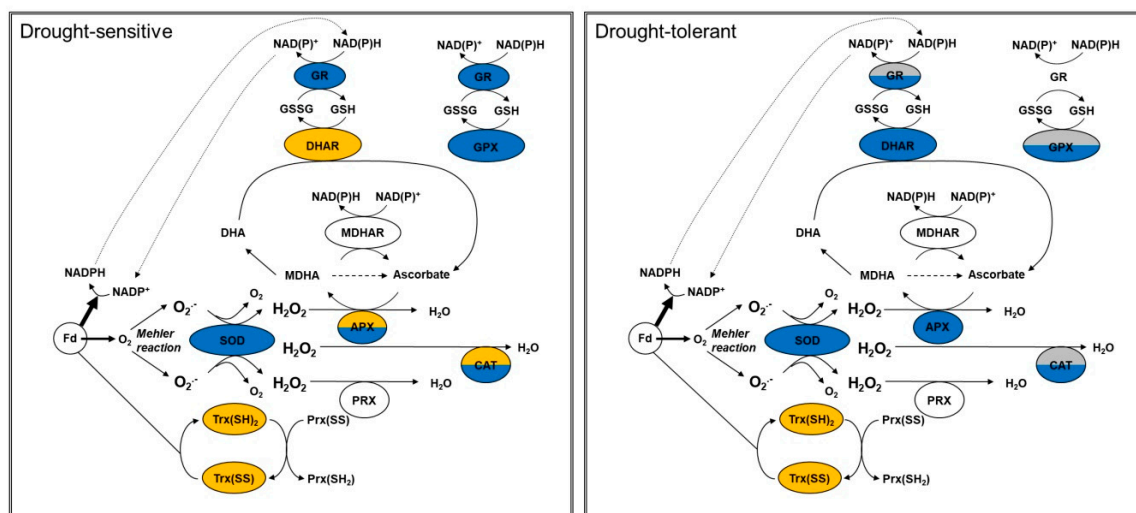 Drought-sensitive
NAD(P)⁺ NAD(P)H NAD(P)⁺ NAD(P)H
GR GR
GSSG GSH GSSG GSH
DHAR GPX
NAD(P)H NAD(P)⁺
DHA MDHAR
NADPH MDHA Ascorbate
NADP⁺
O₂·⁻ O₂ H₂O₂ H₂O
Fd O₂ Mehler reaction SOD APX
H₂O₂ H₂O
CAT
O₂·⁻ O₂ H₂O₂ H₂O
PRX
Trx(SH)₂ Prx(SS)
Trx(SS) Prx(SH₂)
Drought-tolerant
NAD(P)⁺ NAD(P)H NAD(P)⁺ NAD(P)H
GR GR
GSSG GSH GSSG GSH
DHAR GPX
NAD(P)H NAD(P)⁺
DHA MDHAR
NADPH MDHA Ascorbate
NADP⁺
O₂·⁻ O₂ H₂O₂ H₂O
Fd O₂ Mehler reaction SOD APX
H₂O₂ H₂O
CAT
O₂·⁻ O₂ H₂O₂ H₂O
PRX
Trx(SH)₂ Prx(SS)
Trx(SS) Prx(SH₂)